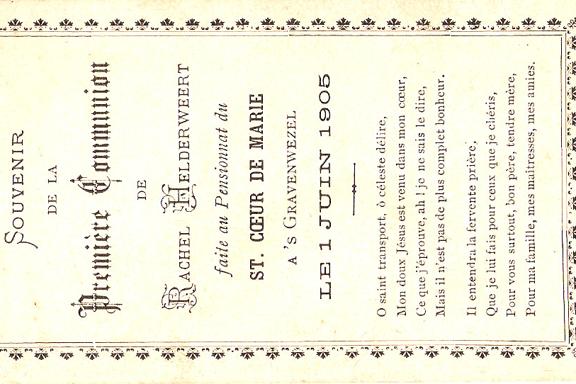 SOUVENIR
DE LA
Première Communion
DE
RACHEL HELDERWEERT
faite au Pensionnat du
ST. CŒUR DE MARIE
A 's GRAVENWEZEL
LE 1 JUIN 1905
O saint transport, ô céleste délire,
Mon doux Jésus est venu dans mon cœur,
Ce que j'éprouve, ah ! je ne sais le dire,
Mais il n'est pas de plus complet bonheur.
Il entendra la fervente prière,
Que je lui fais pour ceux que je chéris,
Pour vous surtout, bon père, tendre mère,
Pour ma famille, mes maitresses, mes amies.